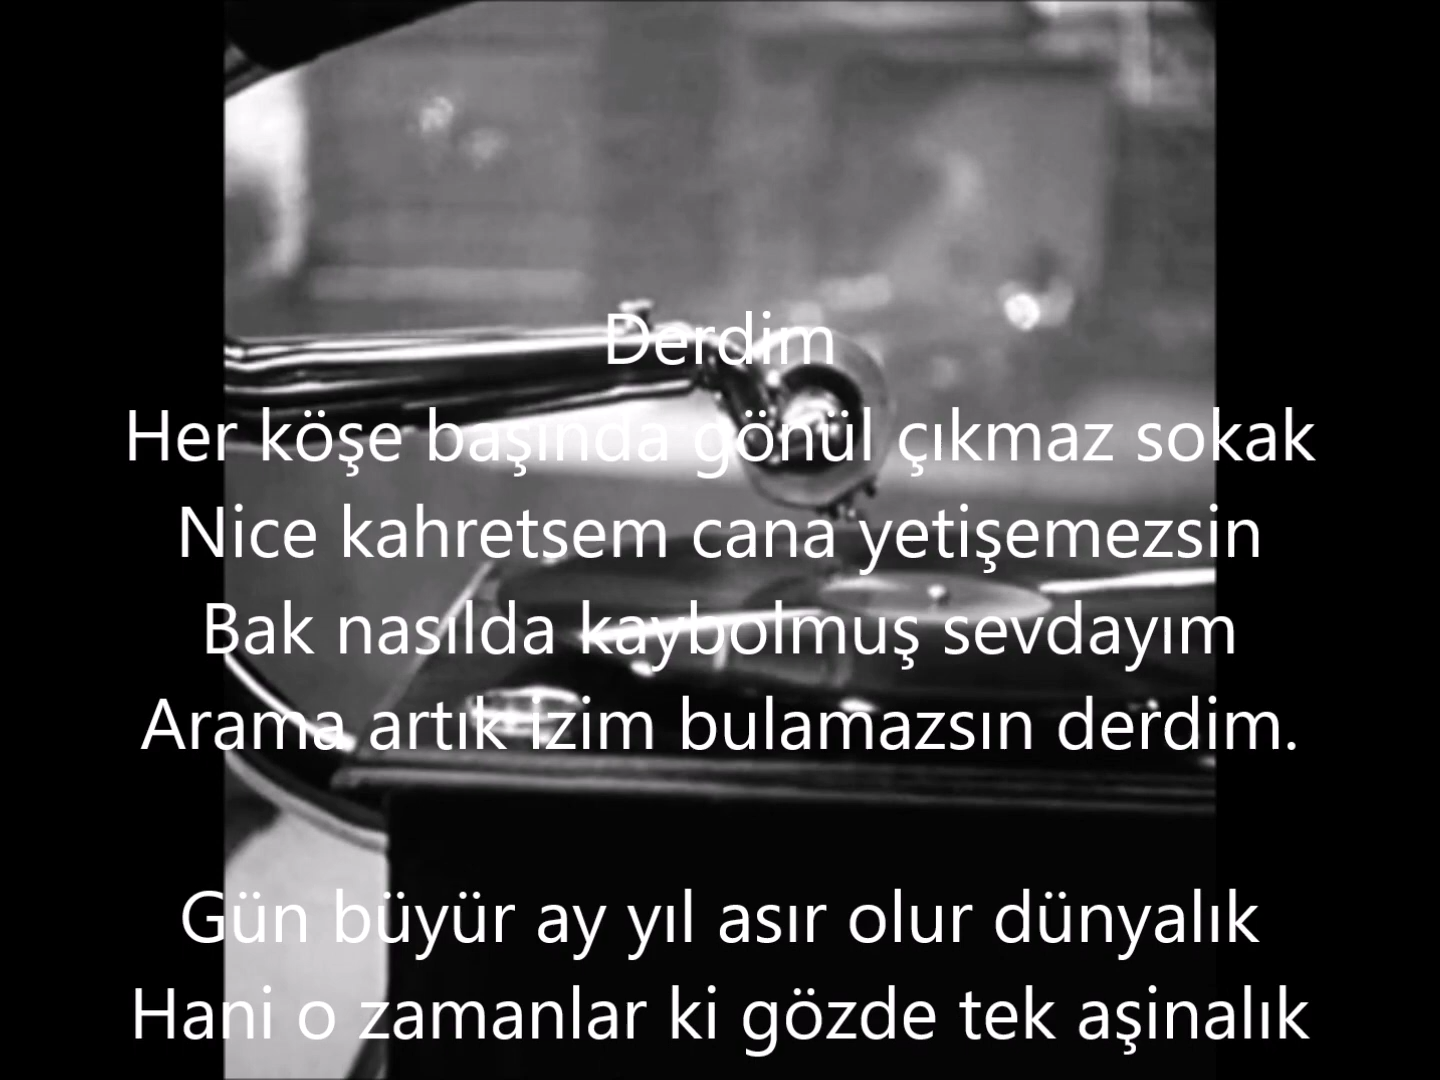 Derdim
Her köşe başında gönül çıkmaz sokak
Nice kahretsem cana yetişemezsin
Bak nasılda kaybolmuş sevdayım
Arama artık izim bulamazsın derdim.
Gün büyür ay yıl asır olur dünyalık
Hani o zamanlar ki gözde tek aşinalık